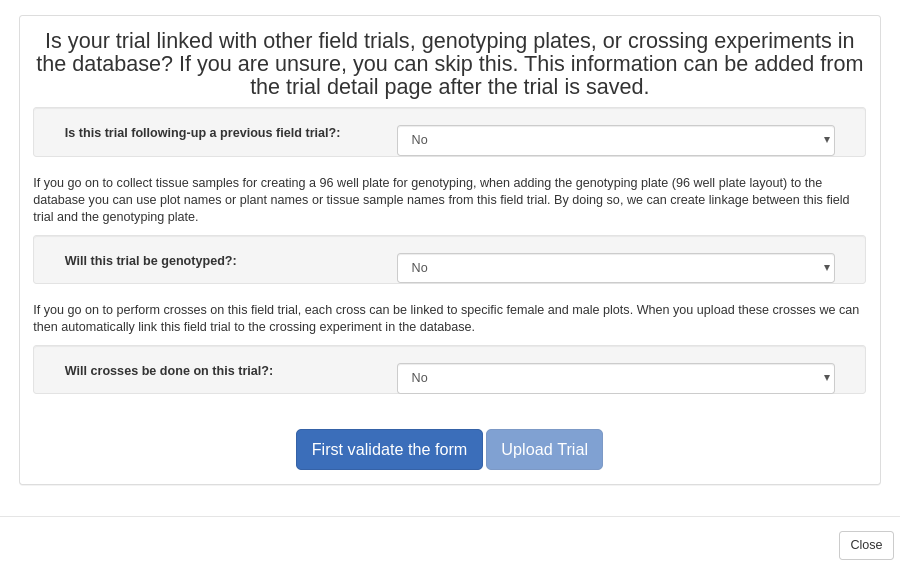 Is your trial linked with other field trials, genotyping plates, or crossing experiments in
the database? If you are unsure, you can skip this. This information can be added from
the trial detail page after the trial is saved.
Is this trial following-up a previous field trial?:
No
If you go on to collect tissue samples for creating a 96 well plate for genotyping, when adding the genotyping plate (96 well plate layout) to the
database you can use plot names or plant names or tissue sample names from this field trial. By doing so, we can create linkage between this field
trial and the genotyping plate.
Will this trial be genotyped?:
No
If you go on to perform crosses on this field trial, each cross can be linked to specific female and male plots. When you upload these crosses we can
then automatically link this field trial to the crossing experiment in the database.
Will crosses be done on this trial?:
No
First validate the form
Upload Trial
Close